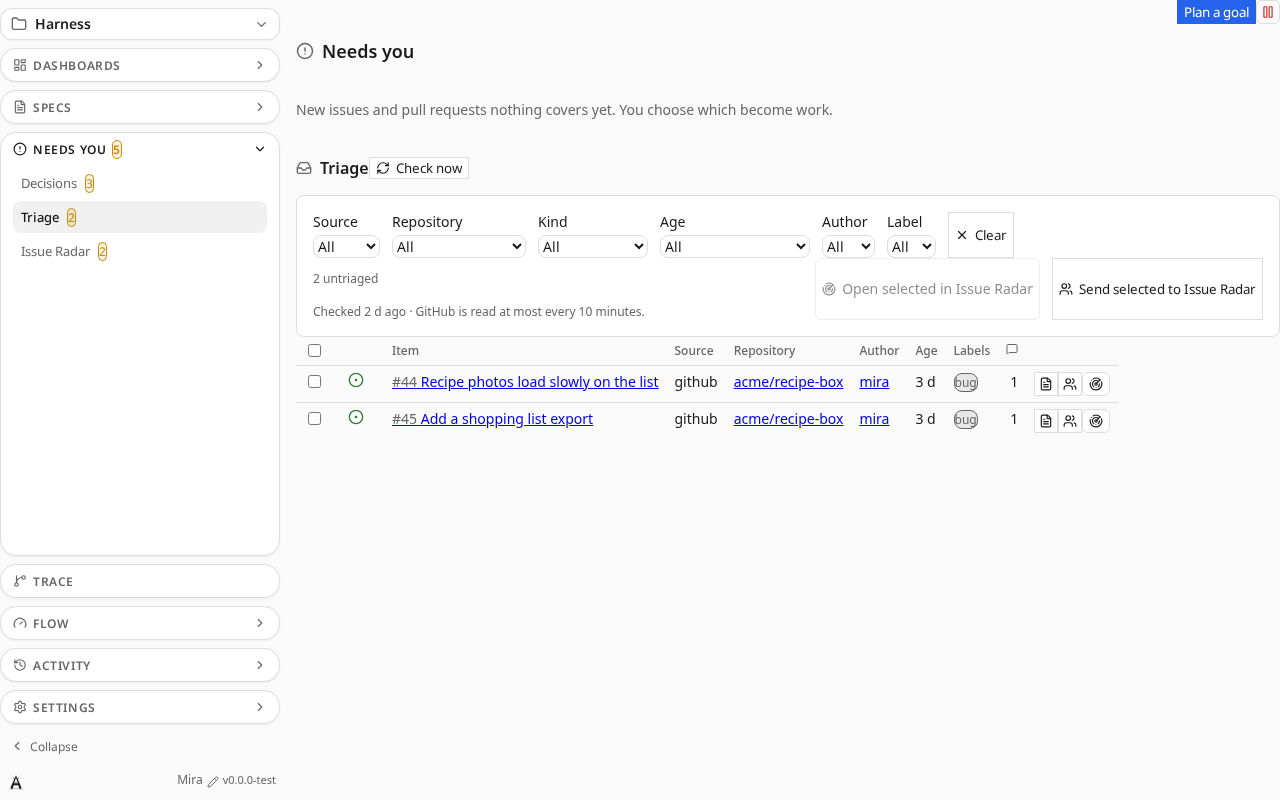 Harness
Plan a goal
DASHBOARDS
SPECS
NEEDS YOU 5
Decisions 3
Triage 2
Issue Radar 2
TRACE
FLOW
ACTIVITY
SETTINGS
Collapse
Mira v0.0.0-test
Needs you
New issues and pull requests nothing covers yet. You choose which become work.
Triage Check now
Source Repository Kind Age Author Label
All All All All All All Clear
2 untriaged
Checked 2 d ago · GitHub is read at most every 10 minutes.
Open selected in Issue Radar Send selected to Issue Radar
Item Source Repository Author Age Labels
#44 Recipe photos load slowly on the list github acme/recipe-box mira 3 d bug 1
#45 Add a shopping list export github acme/recipe-box mira 3 d bug 1